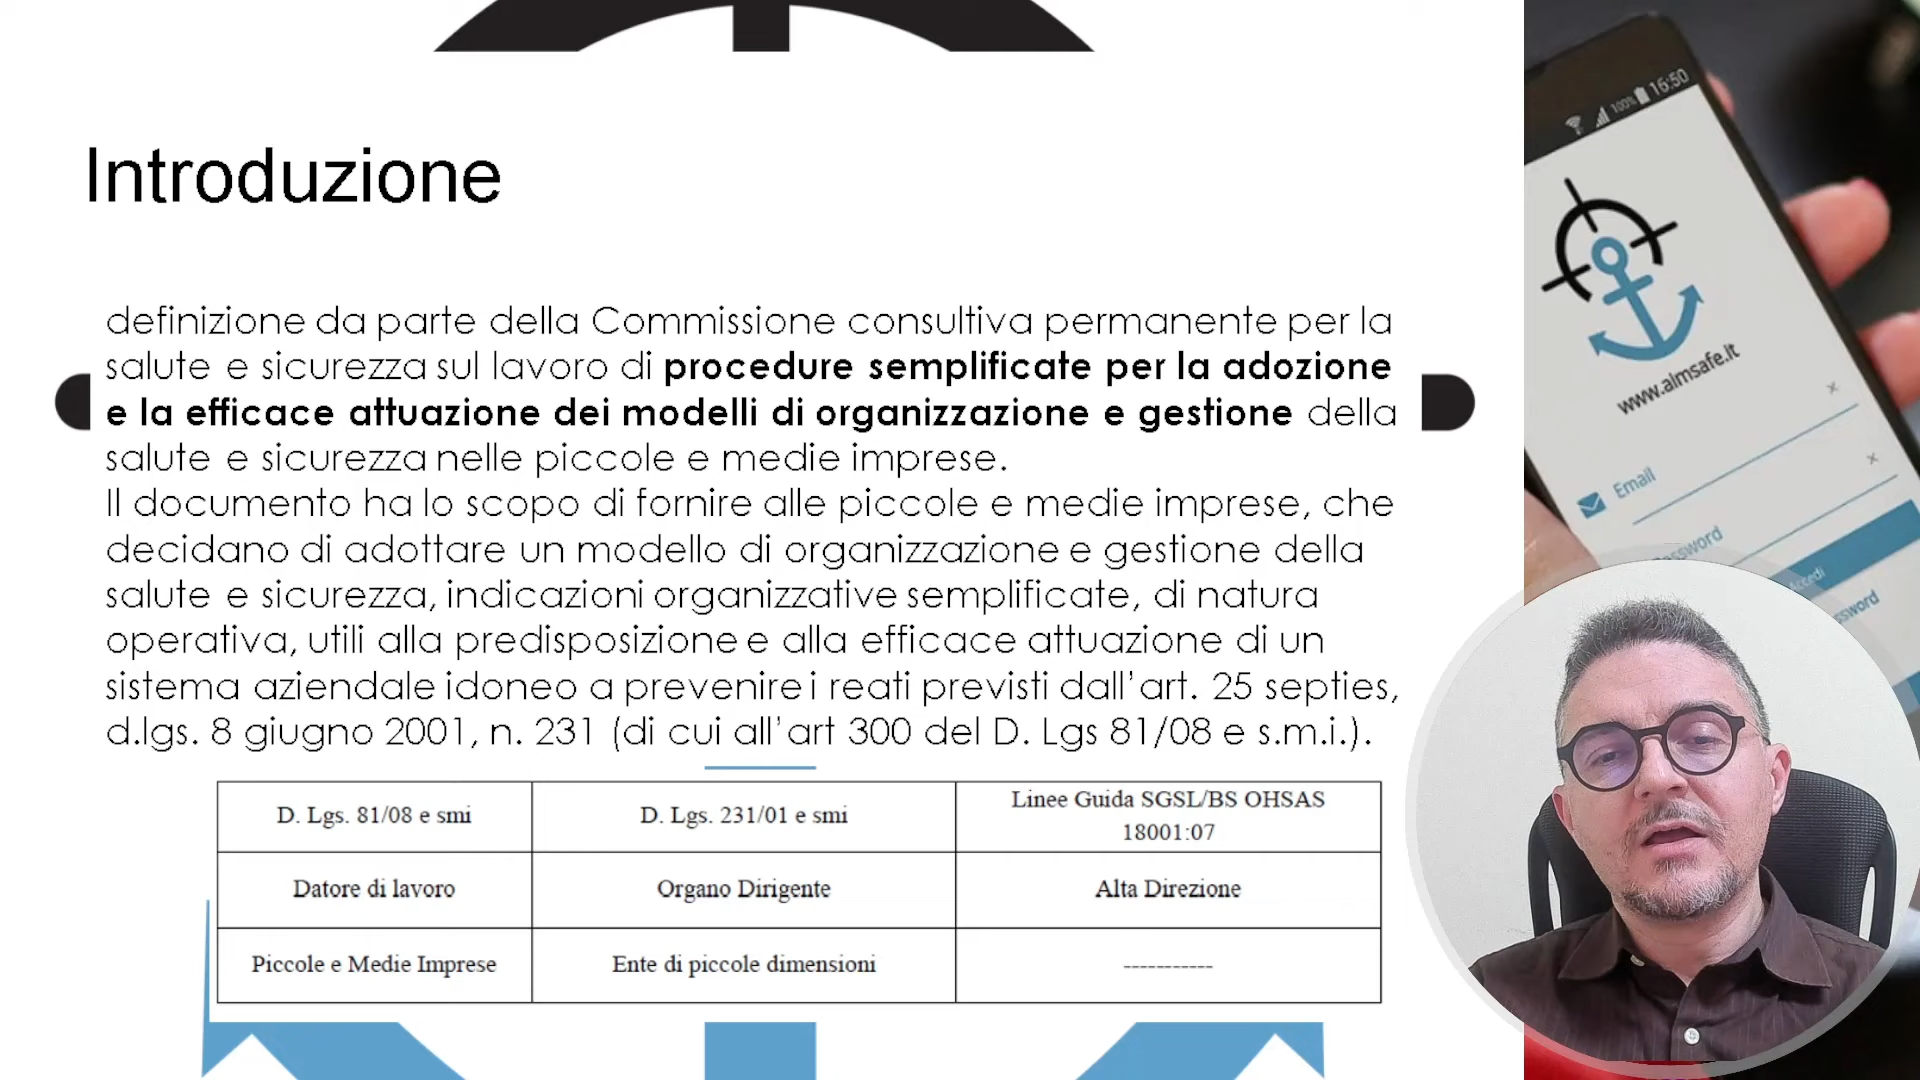 Introduzione
definizione da parte della Commissione consultiva permanente per la
salute e sicurezza sul lavoro di procedure semplificate per la adozione
e la efficace attuazione dei modelli di organizzazione e gestione della
salute e sicurezza nelle piccole e medie imprese.
Il documento ha lo scopo di fornire alle piccole e medie imprese, che
decidano di adottare un modello di organizzazione e gestione della
salute e sicurezza, indicazioni organizzative semplificate, di natura
operativa, utili alla predisposizione e alla efficace attuazione di un
sistema aziendale idoneo a prevenire i reati previsti dall'art. 25 septies,
d.lgs. 8 giugno 2001, n. 231 (di cui all'art 300 del D. Lgs 81/08 e s.m.i.).
D. Lgs. 81/08 e smi
D. Lgs. 231/01 e smi
Linee Guida SGSL/BS OHSAS
18001:07
Datore di lavoro
Organo Dirigente
Alta Direzione
Piccole e Medie Imprese
Ente di piccole dimensioni
-----------
100% 16:50
www.aimsafe.it
Email
Accedi